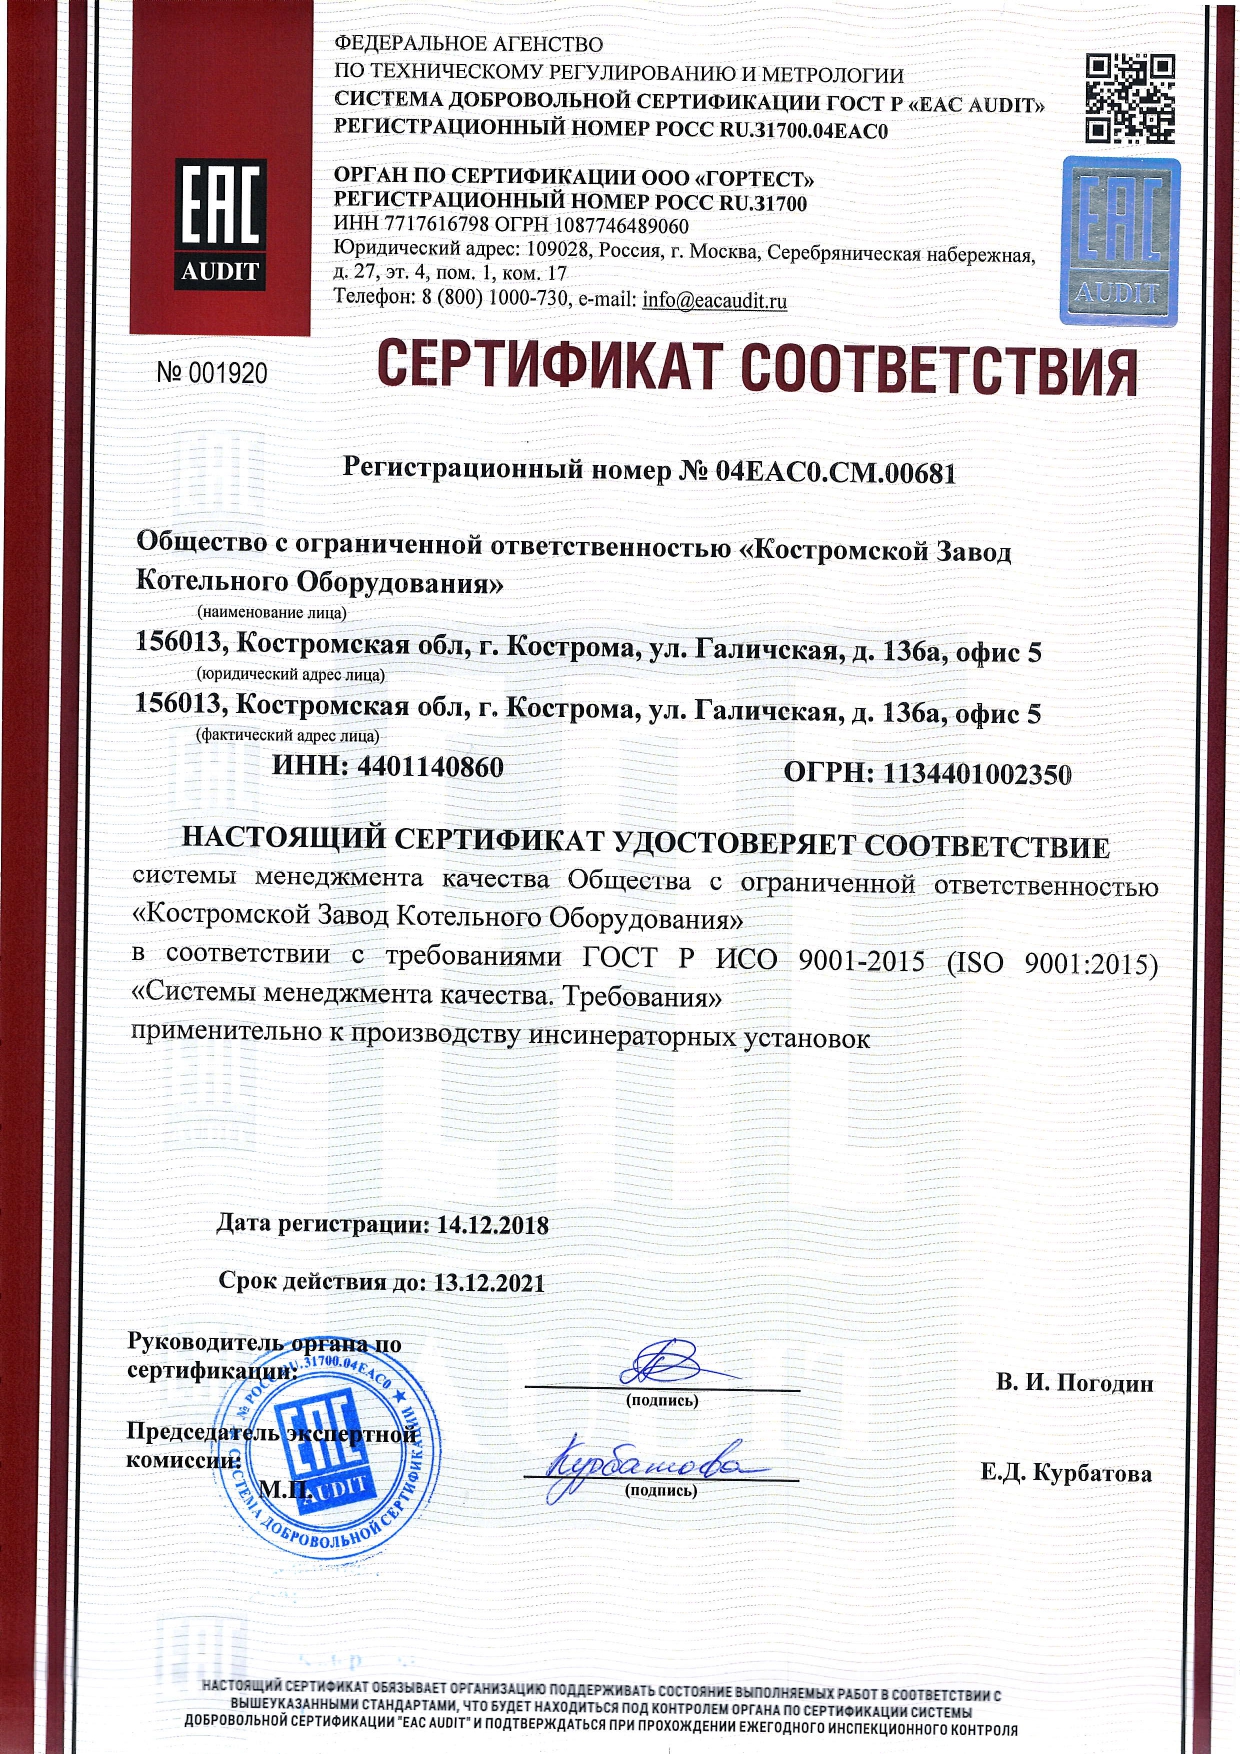 ФЕДЕРАЛЬНОЕ АГЕНСТВО
ПО ТЕХНИЧЕСКОМУ РЕГУЛИРОВАНИЮ И МЕТРОЛОГИИ
СИСТЕМА ДОБРОВОЛЬНОЙ СЕРТИФИКАЦИИ ГОСТ Р «EAC AUDIT»
РЕГИСТРАЦИОННЫЙ НОМЕР РОСС RU.31700.04ЕАС0
ОРГАН ПО СЕРТИФИКАЦИИ ООО «ГОРТЕСТ»
РЕГИСТРАЦИОННЫЙ НОМЕР РОСС RU.31700
ИНН 7717616798 ОГРН 1087746489060
Юридический адрес: 109028, Россия, г. Москва, Серебряническая набережная,
д. 27, эт. 4, пом. 1, ком. 17
Телефон: 8 (800) 1000-730, e-mail: info@eacaudit.ru
EAC
AUDIT
EAC
AUDIT
№ 001920
СЕРТИФИКАТ СООТВЕТСТВИЯ
Регистрационный номер № 04ЕАС0.СМ.00681
Общество с ограниченной ответственностью «Костромской Завод
Котельного Оборудования»
(наименование лица)
156013, Костромская обл, г. Кострома, ул. Галичская, д. 136а, офис 5
(юридический адрес лица)
156013, Костромская обл, г. Кострома, ул. Галичская, д. 136а, офис 5
(фактический адрес лица)
ИНН: 4401140860 ОГРН: 1134401002350
НАСТОЯЩИЙ СЕРТИФИКАТ УДОСТОВЕРЯЕТ СООТВЕТСТВИЕ
системы менеджмента качества Общества с ограниченной ответственностью
«Костромской Завод Котельного Оборудования»
в соответствии с требованиями ГОСТ Р ИСО 9001-2015 (ISO 9001:2015)
«Системы менеджмента качества. Требования»
применительно к производству инсинераторных установок
Дата регистрации: 14.12.2018
Срок действия до: 13.12.2021
Руководитель органа по
сертификации:
(подпись)
В. И. Погодин
Председатель экспертной
комиссии:
Курбатова
(подпись)
Е.Д. Курбатова
М.П.
№ РОСС RU.31700.04ЕАС0 ★ СИСТЕМА ДОБРОВОЛЬНОЙ СЕРТИФИКАЦИИ
EAC
AUDIT
НАСТОЯЩИЙ СЕРТИФИКАТ ОБЯЗЫВАЕТ ОРГАНИЗАЦИЮ ПОДДЕРЖИВАТЬ СОСТОЯНИЕ ВЫПОЛНЯЕМЫХ РАБОТ В СООТВЕТСТВИИ С
ВЫШЕУКАЗАННЫМИ СТАНДАРТАМИ, ЧТО БУДЕТ НАХОДИТЬСЯ ПОД КОНТРОЛЕМ ОРГАНА ПО СЕРТИФИКАЦИИ СИСТЕМЫ
ДОБРОВОЛЬНОЙ СЕРТИФИКАЦИИ "EAC AUDIT" И ПОДТВЕРЖДАТЬСЯ ПРИ ПРОХОЖДЕНИИ ЕЖЕГОДНОГО ИНСПЕКЦИОННОГО КОНТРОЛЯ